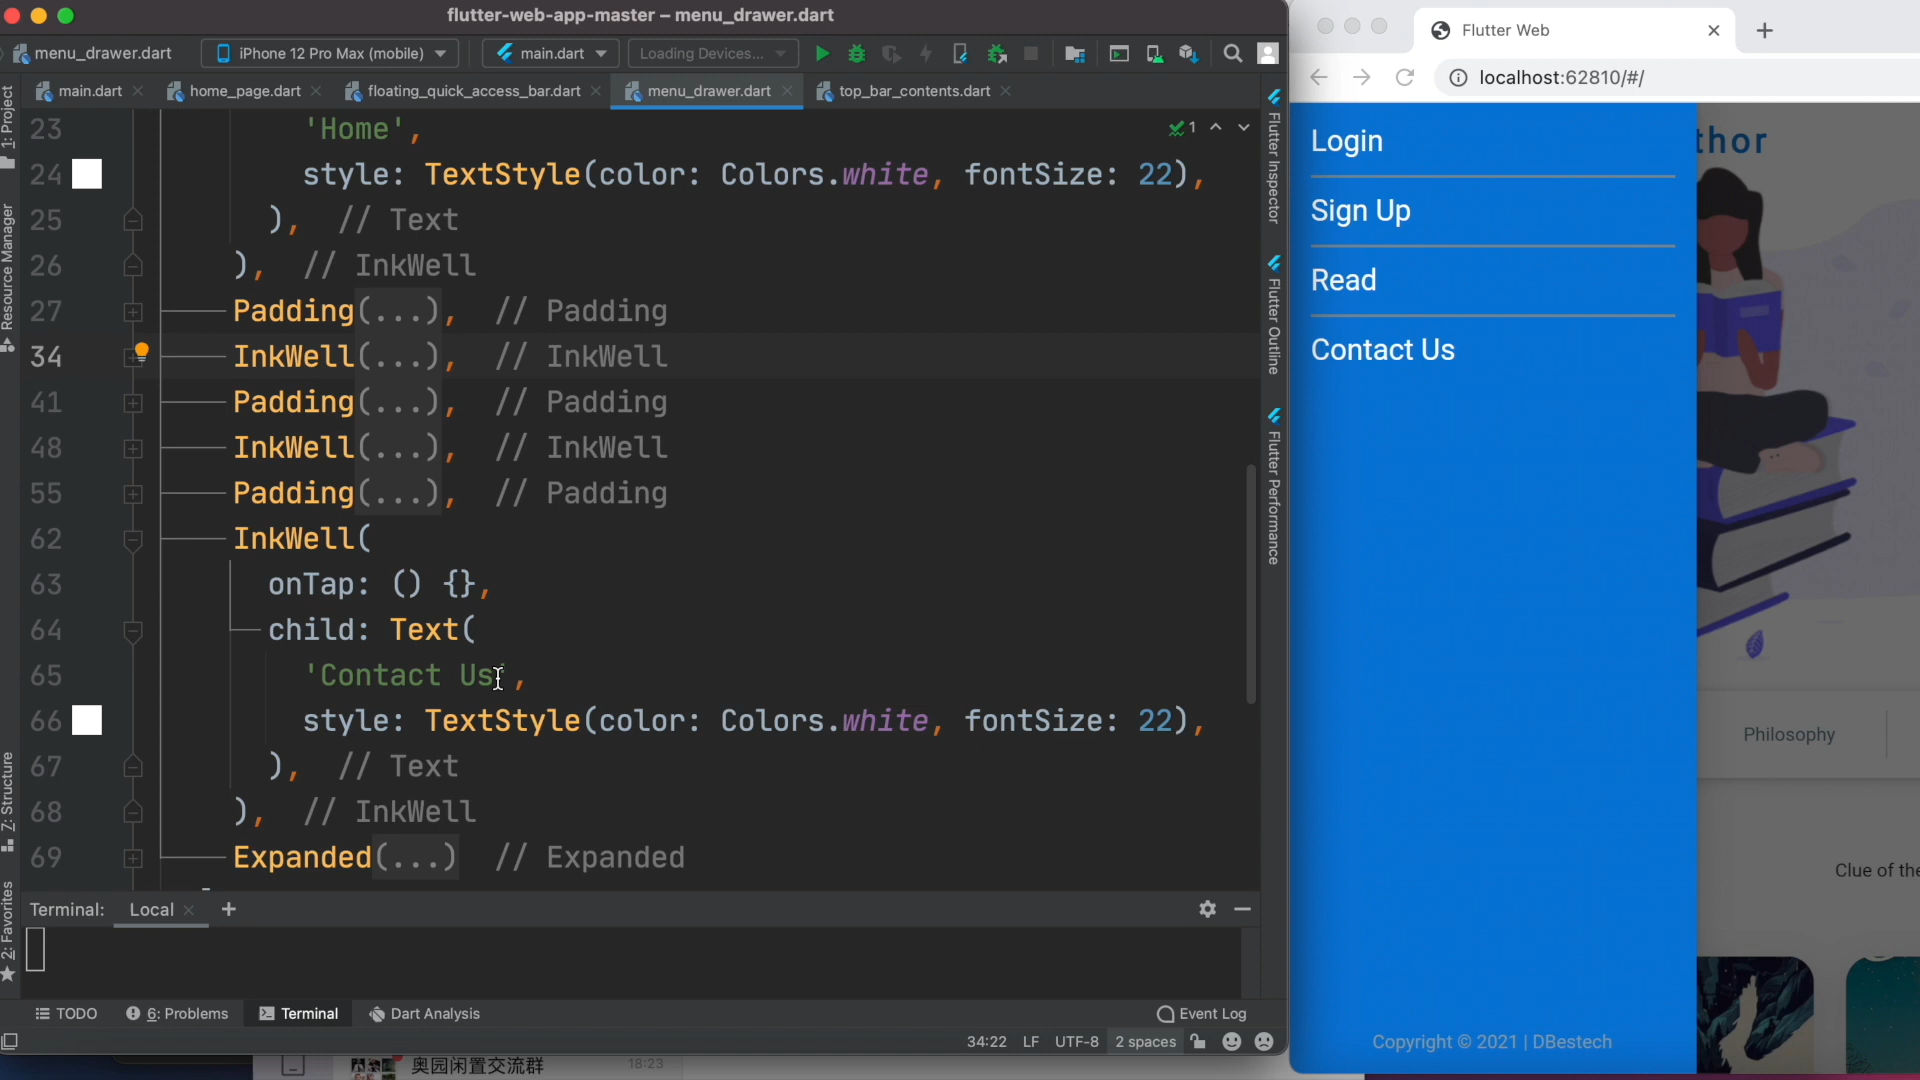 flutter-web-app-master – menu_drawer.dart
menu_drawer.dart
iPhone 12 Pro Max (mobile)
main.dart
Loading Devices...
main.dart
home_page.dart
floating_quick_access_bar.dart
menu_drawer.dart
top_bar_contents.dart
1: Project
Resource Manager
Z: Structure
2: Favorites
23 'Home',
24 style: TextStyle(color: Colors.white, fontSize: 22),
25 ), // Text
26 ), // InkWell
27 Padding(...), // Padding
34 InkWell(...), // InkWell
41 Padding(...), // Padding
48 InkWell(...), // InkWell
55 Padding(...), // Padding
62 InkWell(
63 onTap: () {},
64 child: Text(
65 'Contact Us',
66 style: TextStyle(color: Colors.white, fontSize: 22),
67 ), // Text
68 ), // InkWell
69 Expanded(...) // Expanded
1
Flutter Inspector
Flutter Outline
Flutter Performance
Terminal:
Local
TODO
6: Problems
Terminal
Dart Analysis
Event Log
34:22
LF
UTF-8
2 spaces
奥园闲置交流群
18:23
Flutter Web
localhost:62810/#/
Login
Sign Up
Read
Contact Us
Copyright © 2021 | DBestech
thor
Philosophy
Clue of the